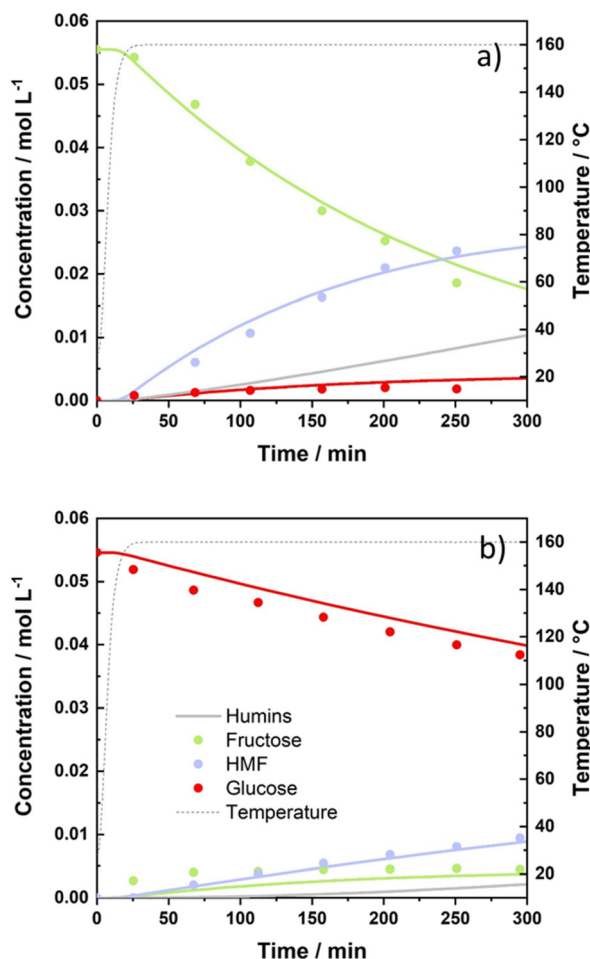 a)
Concentration / mol L⁻¹
0.06
0.05
0.04
0.03
0.02
0.01
0.00
Temperature / °C
160
140
120
100
80
60
40
20
0 50 100 150 200 250 300
Time / min
b)
Concentration / mol L⁻¹
0.06
0.05
0.04
0.03
0.02
0.01
0.00
Humins
Fructose
HMF
Glucose
Temperature
Temperature / °C
160
140
120
100
80
60
40
20
0 50 100 150 200 250 300
Time / min